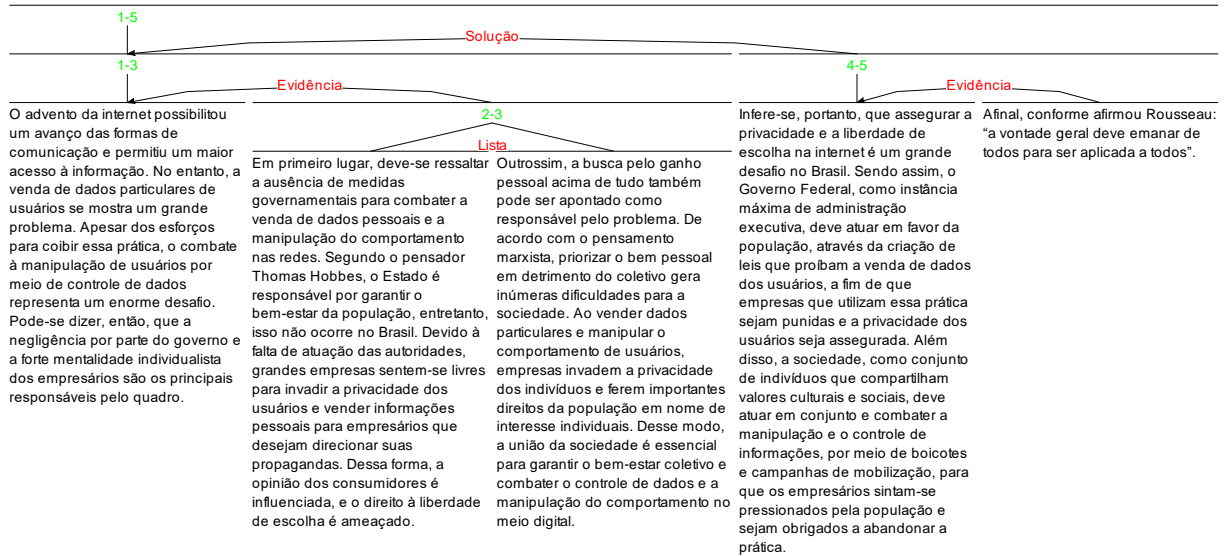 1-5
Solução
1-3
4-5
Evidência
Evidência
O advento da internet possibilitou
um avanço das formas de
comunicação e permitiu um maior
acesso à informação. No entanto, a
venda de dados particulares de
usuários se mostra um grande
problema. Apesar dos esforços
para coibir essa prática, o combate
à manipulação de usuários por
meio de controle de dados
representa um enorme desafio.
Pode-se dizer, então, que a
negligência por parte do governo e
a forte mentalidade individualista
dos empresários são os principais
responsáveis pelo quadro.
2-3
Lista
Em primeiro lugar, deve-se ressaltar
a ausência de medidas
governamentais para combater a
venda de dados pessoais e a
manipulação do comportamento
nas redes. Segundo o pensador
Thomas Hobbes, o Estado é
responsável por garantir o
bem-estar da população, entretanto,
isso não ocorre no Brasil. Devido à
falta de atuação das autoridades,
grandes empresas sentem-se livres
para invadir a privacidade dos
usuários e vender informações
pessoais para empresários que
desejam direcionar suas
propagandas. Dessa forma, a
opinião dos consumidores é
influenciada, e o direito à liberdade
de escolha é ameaçado.
Outrossim, a busca pelo ganho
pessoal acima de tudo também
pode ser apontado como
responsável pelo problema. De
acordo com o pensamento
marxista, priorizar o bem pessoal
em detrimento do coletivo gera
inúmeras dificuldades para a
sociedade. Ao vender dados
particulares e manipular o
comportamento de usuários,
empresas invadem a privacidade
dos indivíduos e ferem importantes
direitos da população em nome de
interesse individuais. Desse modo,
a união da sociedade é essencial
para garantir o bem-estar coletivo e
combater o controle de dados e a
manipulação do comportamento no
meio digital.
Infere-se, portanto, que assegurar a
privacidade e a liberdade de
escolha na internet é um grande
desafio no Brasil. Sendo assim, o
Governo Federal, como instância
máxima de administração
executiva, deve atuar em favor da
população, através da criação de
leis que proíbam a venda de dados
dos usuários, a fim de que
empresas que utilizam essa prática
sejam punidas e a privacidade dos
usuários seja assegurada. Além
disso, a sociedade, como conjunto
de indivíduos que compartilham
valores culturais e sociais, deve
atuar em conjunto e combater a
manipulação e o controle de
informações, por meio de boicotes
e campanhas de mobilização, para
que os empresários sintam-se
pressionados pela população e
sejam obrigados a abandonar a
prática.
Afinal, conforme afirmou Rousseau:
“a vontade geral deve emanar de
todos para ser aplicada a todos”.